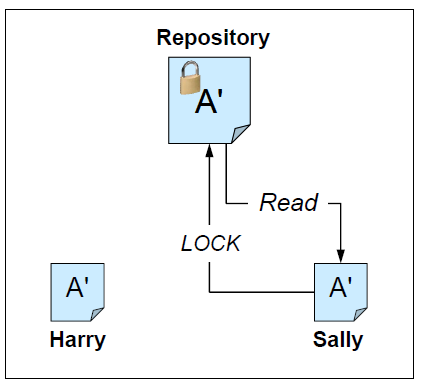 Repository
A'
Read
LOCK
A'
A'
Harry
Sally